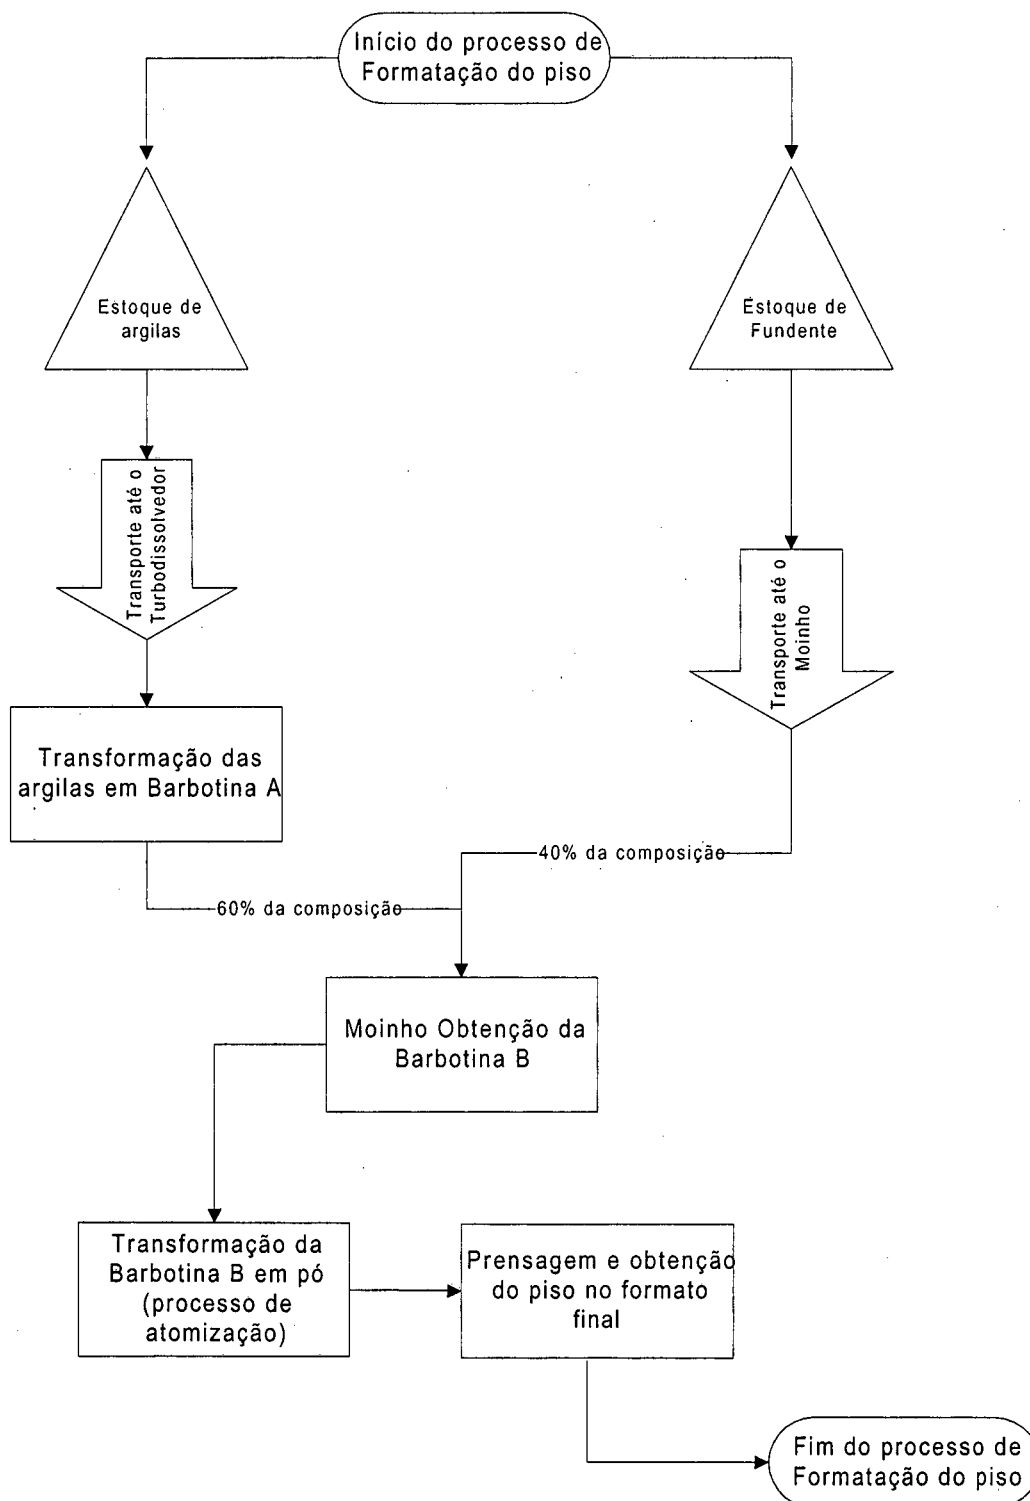 Início do processo de
Formatação do piso
Estoque de
argilas
Estoque de
Fundente
Transporte até o
Turbodissolvedor
Transporte até o
Moinho
Transformação das
argilas em Barbotina A
40% da composição
60% da composição
Moinho Obtenção da
Barbotina B
Transformação da
Barbotina B em pó
(processo de
atomização)
Prensagem e obtenção
do piso no formato
final
Fim do processo de
Formatação do piso